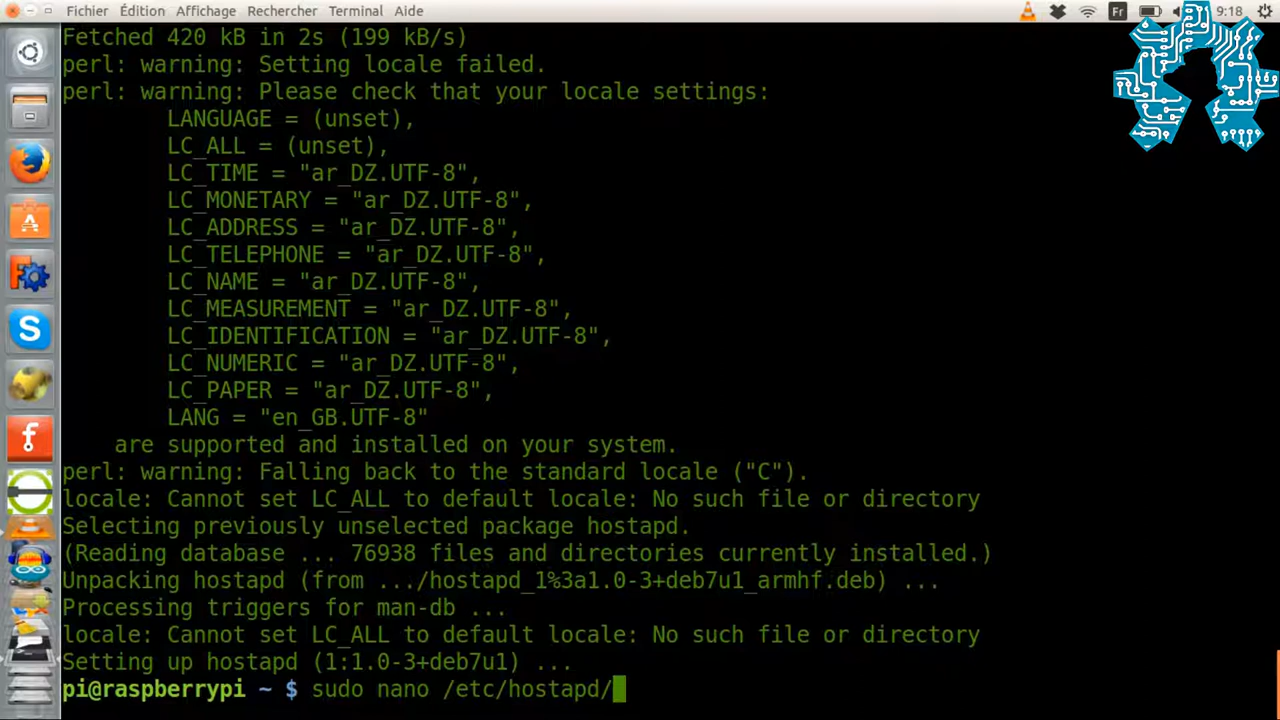 Fichier Édition Affichage Rechercher Terminal Aide Fr 9:18
Fetched 420 kB in 2s (199 kB/s)
perl: warning: Setting locale failed.
perl: warning: Please check that your locale settings:
LANGUAGE = (unset),
LC_ALL = (unset),
LC_TIME = "ar_DZ.UTF-8",
LC_MONETARY = "ar_DZ.UTF-8",
LC_ADDRESS = "ar_DZ.UTF-8",
LC_TELEPHONE = "ar_DZ.UTF-8",
LC_NAME = "ar_DZ.UTF-8",
LC_MEASUREMENT = "ar_DZ.UTF-8",
LC_IDENTIFICATION = "ar_DZ.UTF-8",
LC_NUMERIC = "ar_DZ.UTF-8",
LC_PAPER = "ar_DZ.UTF-8",
LANG = "en_GB.UTF-8"
are supported and installed on your system.
perl: warning: Falling back to the standard locale ("C").
locale: Cannot set LC_ALL to default locale: No such file or directory
Selecting previously unselected package hostapd.
(Reading database ... 76938 files and directories currently installed.)
Unpacking hostapd (from .../hostapd_1%3a1.0-3+deb7u1_armhf.deb) ...
Processing triggers for man-db ...
locale: Cannot set LC_ALL to default locale: No such file or directory
Setting up hostapd (1:1.0-3+deb7u1) ...
pi@raspberrypi ~ $ sudo nano /etc/hostapd/